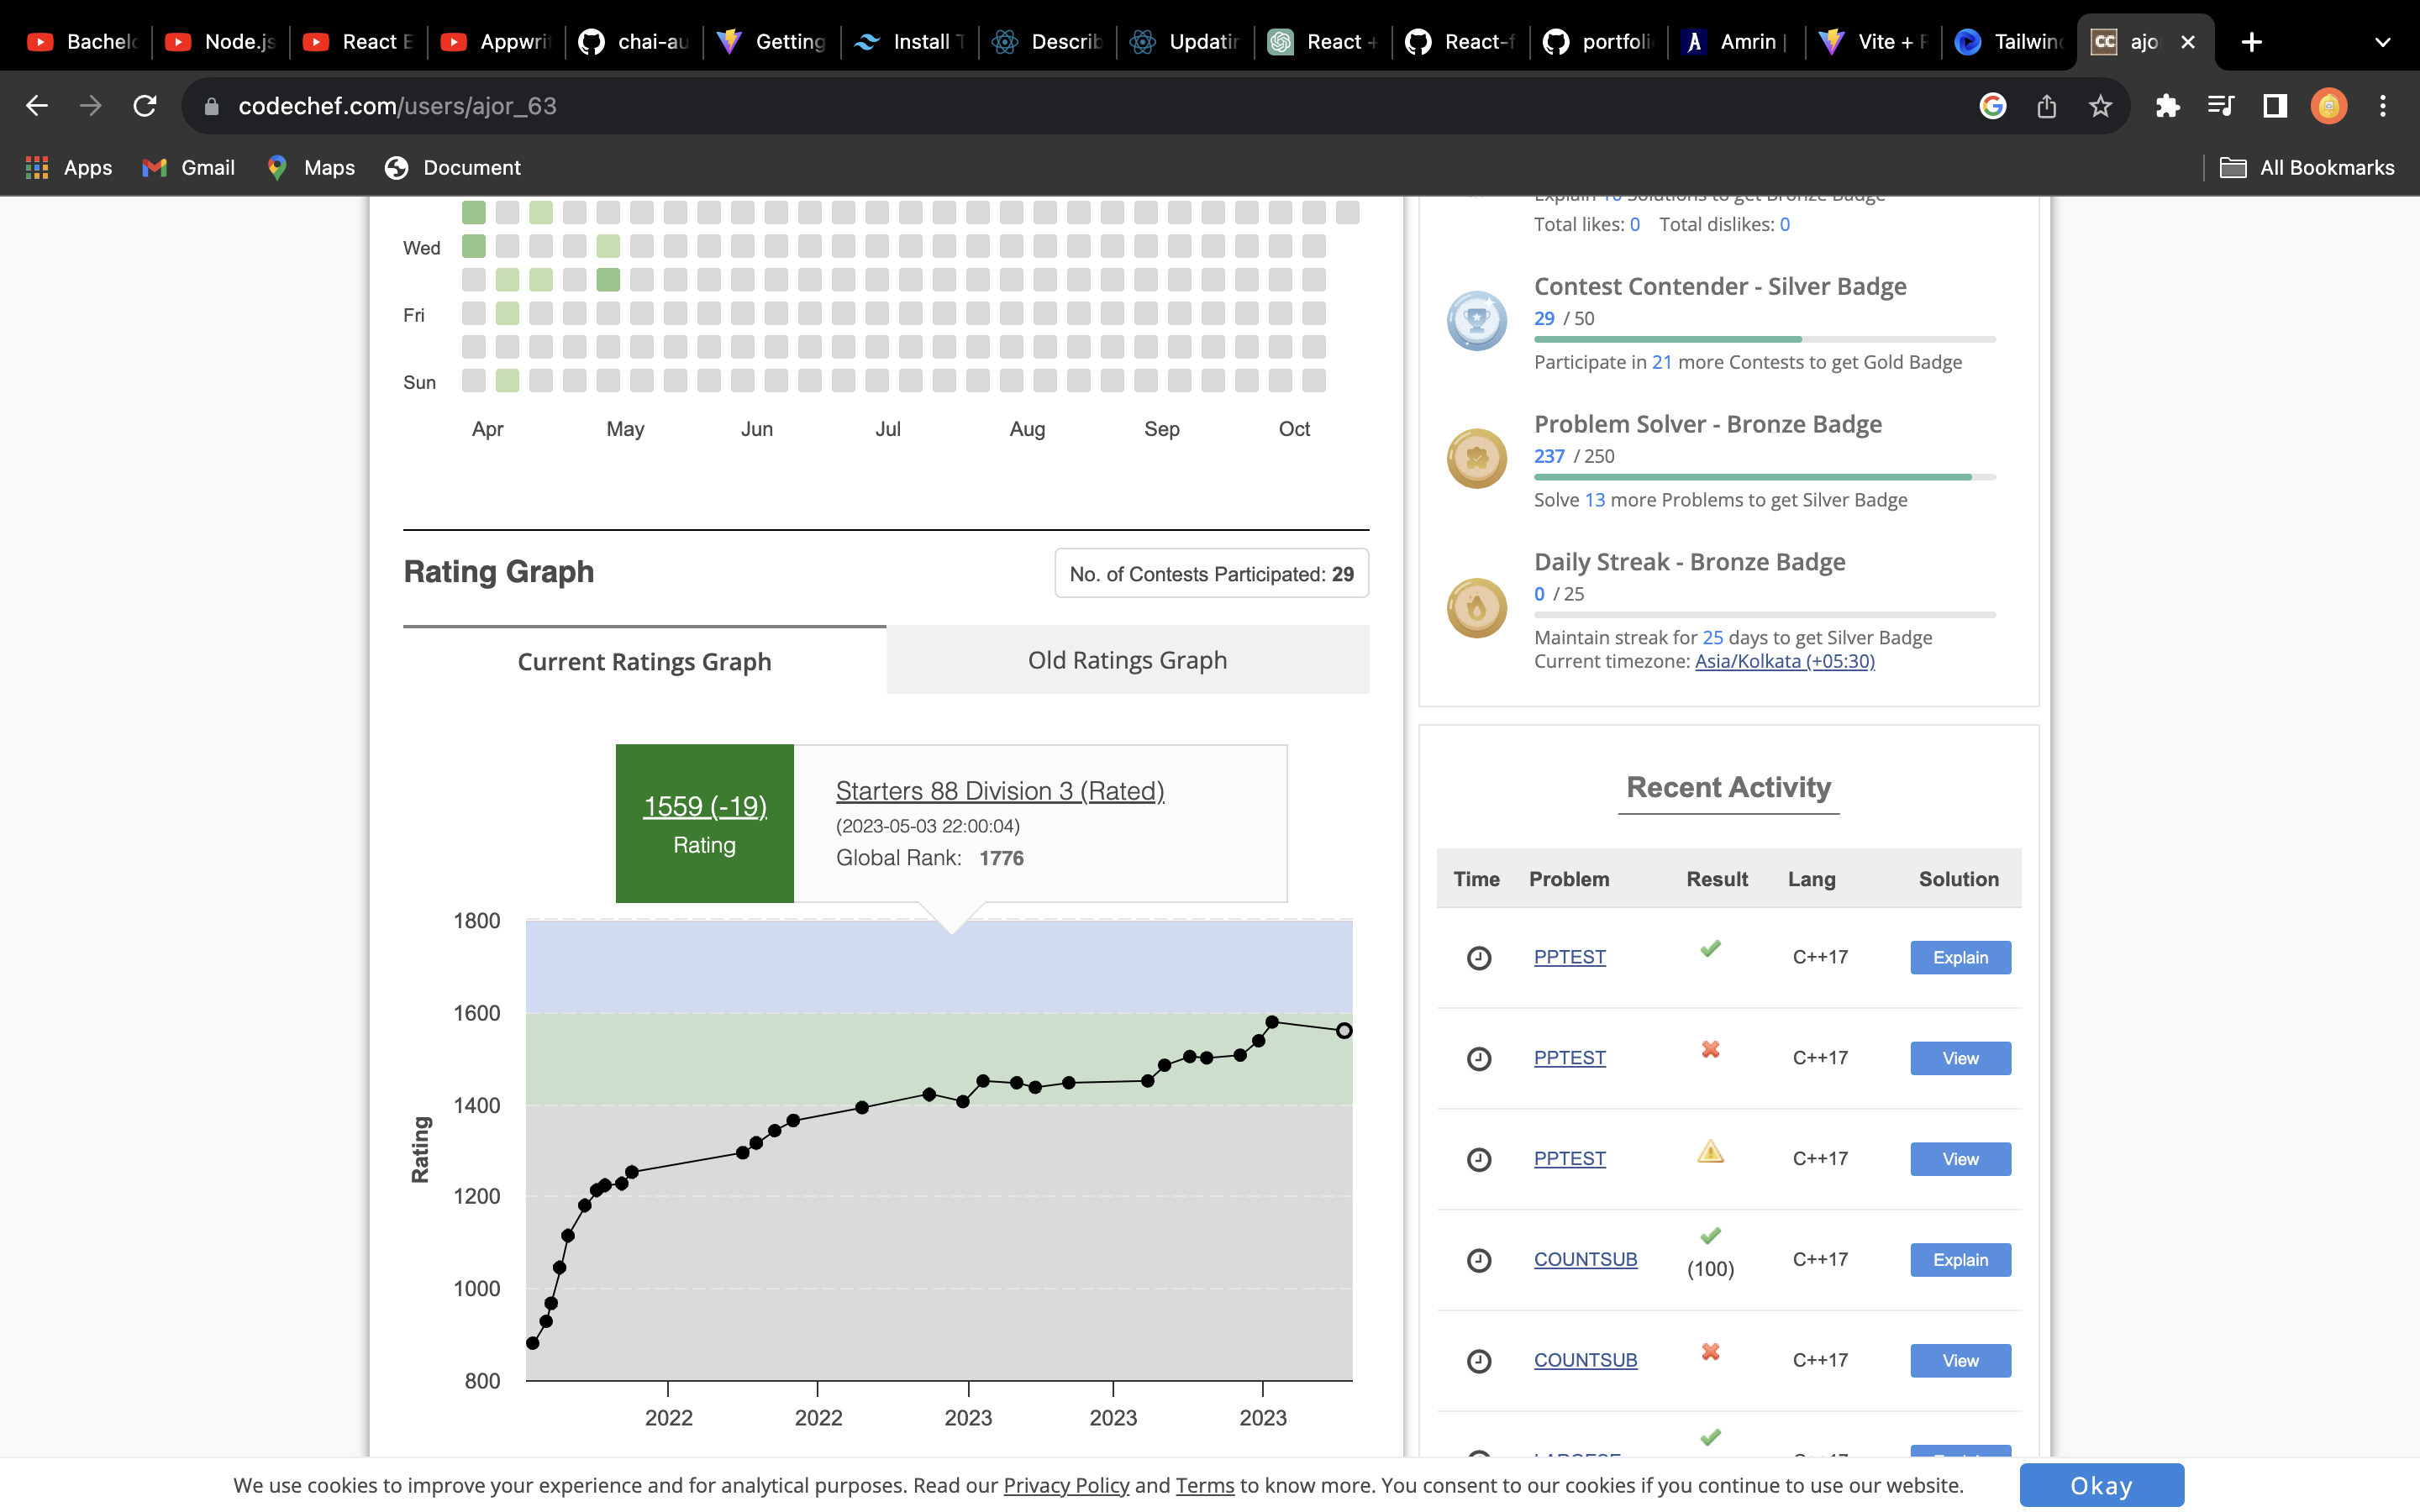 Bachelo
Node.js
React E
Appwrit
chai-au
Getting
Install T
Describ
Updatin
React +
React-f
portfoli
Amrin |
Vite + R
Tailwind
ajo
codechef.com/users/ajor_63
Apps
Gmail
Maps
Document
All Bookmarks
Wed
Fri
Sun
Apr May Jun Jul Aug Sep Oct
Rating Graph
No. of Contests Participated: 29
Current Ratings Graph
Old Ratings Graph
1559 (-19)
Rating
Starters 88 Division 3 (Rated)
(2023-05-03 22:00:04)
Global Rank: 1776
1800
1600
1400
1200
1000
800
Rating
2022 2022 2023 2023 2023
Explain 10 Solutions to get Bronze Badge
Total likes: 0 Total dislikes: 0
Contest Contender - Silver Badge
29 / 50
Participate in 21 more Contests to get Gold Badge
Problem Solver - Bronze Badge
237 / 250
Solve 13 more Problems to get Silver Badge
Daily Streak - Bronze Badge
0 / 25
Maintain streak for 25 days to get Silver Badge
Current timezone: Asia/Kolkata (+05:30)
Recent Activity
Time Problem Result Lang Solution
PPTEST C++17 Explain
PPTEST C++17 View
PPTEST C++17 View
COUNTSUB (100) C++17 Explain
COUNTSUB C++17 View
We use cookies to improve your experience and for analytical purposes. Read our Privacy Policy and Terms to know more. You consent to our cookies if you continue to use our website.
Okay